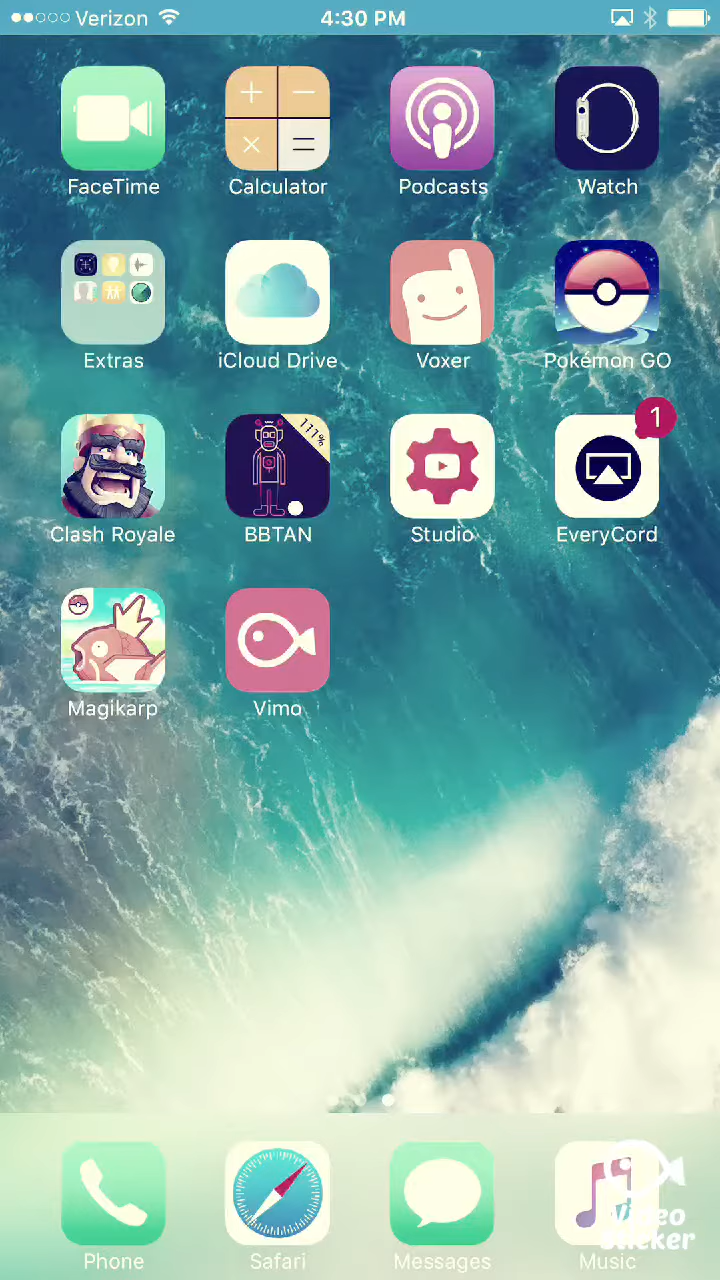 Verizon 4:30 PM
FaceTime Calculator Podcasts Watch
Extras iCloud Drive Voxer Pokémon GO
111%
1
Clash Royale BBTAN Studio EveryCord
Magikarp Vimo
Phone Safari Messages Music
Video
Sticker